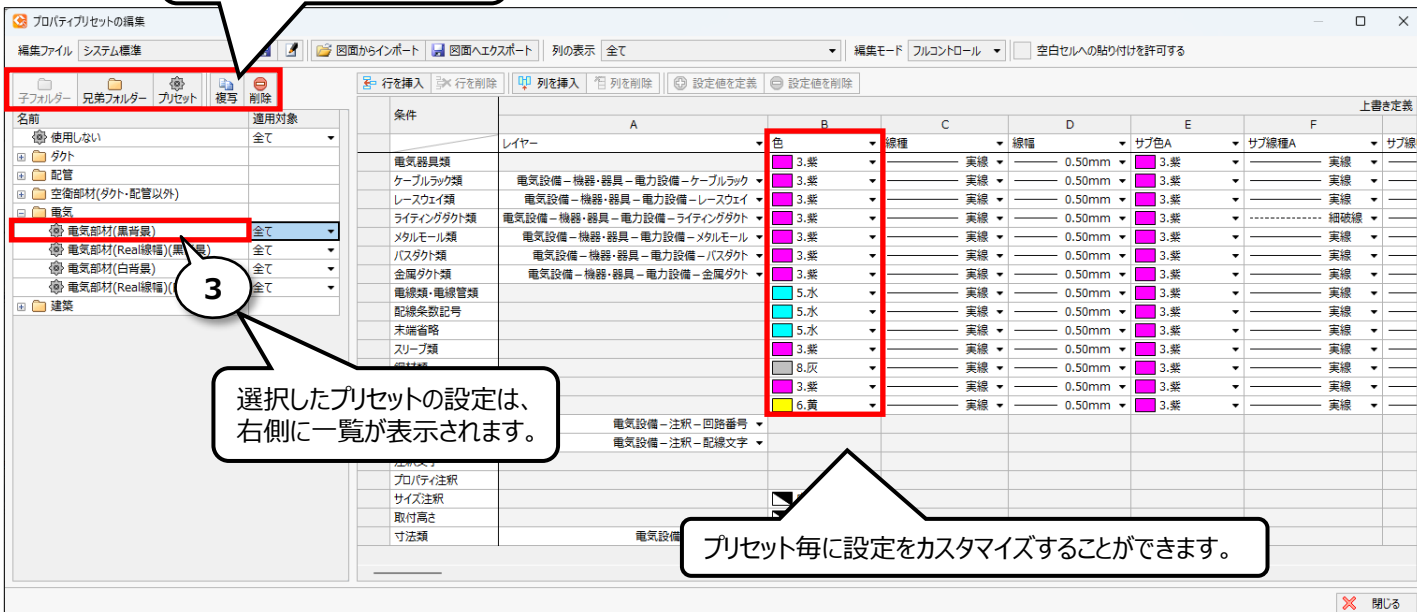 プロパティプリセットの編集
編集ファイル システム標準 図面からインポート 図面へエクスポート 列の表示 全て 編集モード フルコントロール 空白セルへの貼り付けを許可する
子フォルダー 兄弟フォルダー プリセット 複写 削除
行を挿入 行を削除 列を挿入 列を削除 設定値を定義 設定値を削除
名前 適用対象
使用しない 全て
ダクト
配管
空衛部材(ダクト・配管以外)
電気
電気部材(黒背景) 全て
電気部材(Real線幅)(黒 景) 全て
電気部材(白背景) 全て
電気部材(Real線幅)( 全て
建築
3
選択したプリセットの設定は、
右側に一覧が表示されます。
条件 上書き定義
A B C D E F
レイヤー 色 線種 線幅 サブ色A サブ線種A サブ線
電気器具類 3.紫 実線 0.50mm 3.紫 実線
ケーブルラック類 電気設備－機器・器具－電力設備－ケーブルラック 3.紫 実線 0.50mm 3.紫 実線
レースウェイ類 電気設備－機器・器具－電力設備－レースウェイ 3.紫 実線 0.50mm 3.紫 実線
ライティングダクト類 電気設備－機器・器具－電力設備－ライティングダクト 3.紫 実線 0.50mm 3.紫 細破線
メタルモール類 電気設備－機器・器具－電力設備－メタルモール 3.紫 実線 0.50mm 3.紫 実線
バスダクト類 電気設備－機器・器具－電力設備－バスダクト 3.紫 実線 0.50mm 3.紫 実線
金属ダクト類 電気設備－機器・器具－電力設備－金属ダクト 3.紫 実線 0.50mm 3.紫 実線
電線類・電線管類 5.水 実線 0.50mm 3.紫 実線
配線条数記号 5.水 実線 0.50mm 3.紫 実線
末端省略 5.水 実線 0.50mm 3.紫 実線
スリーブ類 3.紫 実線 0.50mm 3.紫 実線
8.灰 実線 0.50mm 3.紫 実線
3.紫 実線 0.50mm 3.紫 実線
6.黄 実線 0.50mm 3.紫 実線
電気設備－注釈－回路番号
電気設備－注釈－配線文字
プロパティ注釈
サイズ注釈
取付高さ
寸法類 電気設備
プリセット毎に設定をカスタマイズすることができます。
閉じる